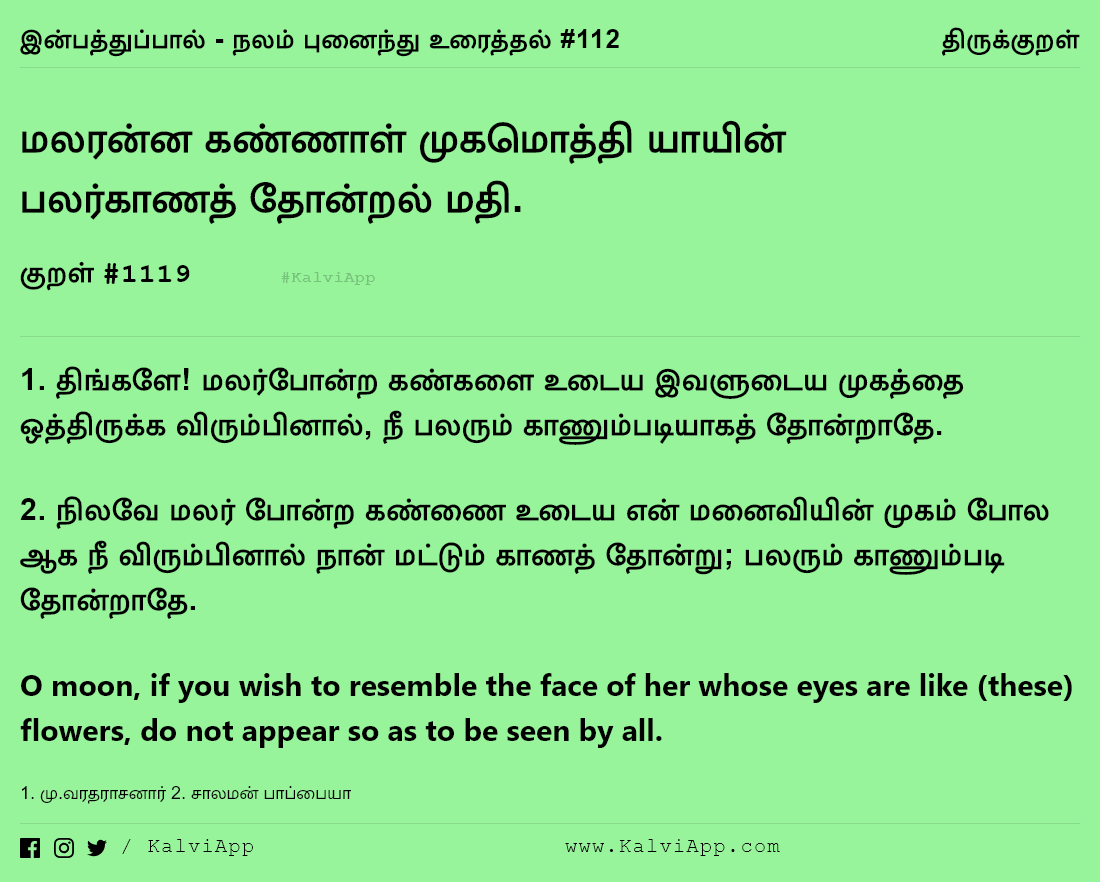 இன்பத்துப்பால் - நலம் புனைந்து உரைத்தல் #112 திருக்குறள்
மலரன்ன கண்ணாள் முகமொத்தி யாயின்
பலர்காணத் தோன்றல் மதி.
குறள் #1119 #KalviApp
1. திங்களே! மலர்போன்ற கண்களை உடைய இவளுடைய முகத்தை
ஒத்திருக்க விரும்பினால், நீ பலரும் காணும்படியாகத் தோன்றாதே.
2. நிலவே மலர் போன்ற கண்ணை உடைய என் மனைவியின் முகம் போல
ஆக நீ விரும்பினால் நான் மட்டும் காணத் தோன்று; பலரும் காணும்படி
தோன்றாதே.
O moon, if you wish to resemble the face of her whose eyes are like (these)
flowers, do not appear so as to be seen by all.
1. மு.வரதராசனார் 2. சாலமன் பாப்பையா
/ KalviApp www.KalviApp.com